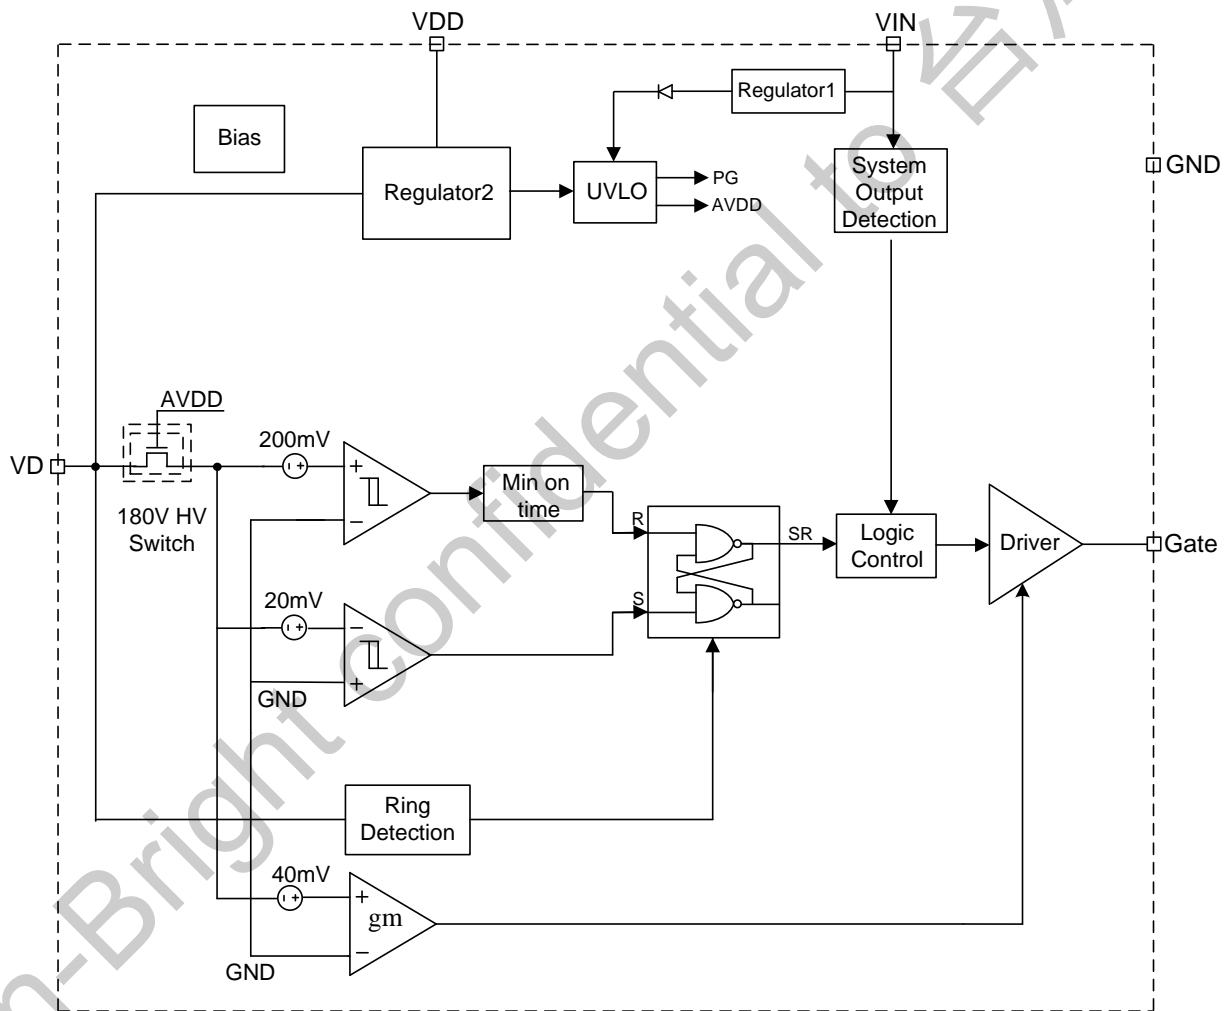 VDD
VIN
Regulator1
Bias
System
Output
Detection
GND
Regulator2
UVLO
PG
AVDD
AVDD
200mV
VD
+
−
180V HV
Switch
Min on
time
R
SR
Logic
Control
Driver
Gate
20mV
−
+
S
GND
Ring
Detection
40mV
+
gm
−
GND
n-Bright confidential to 台